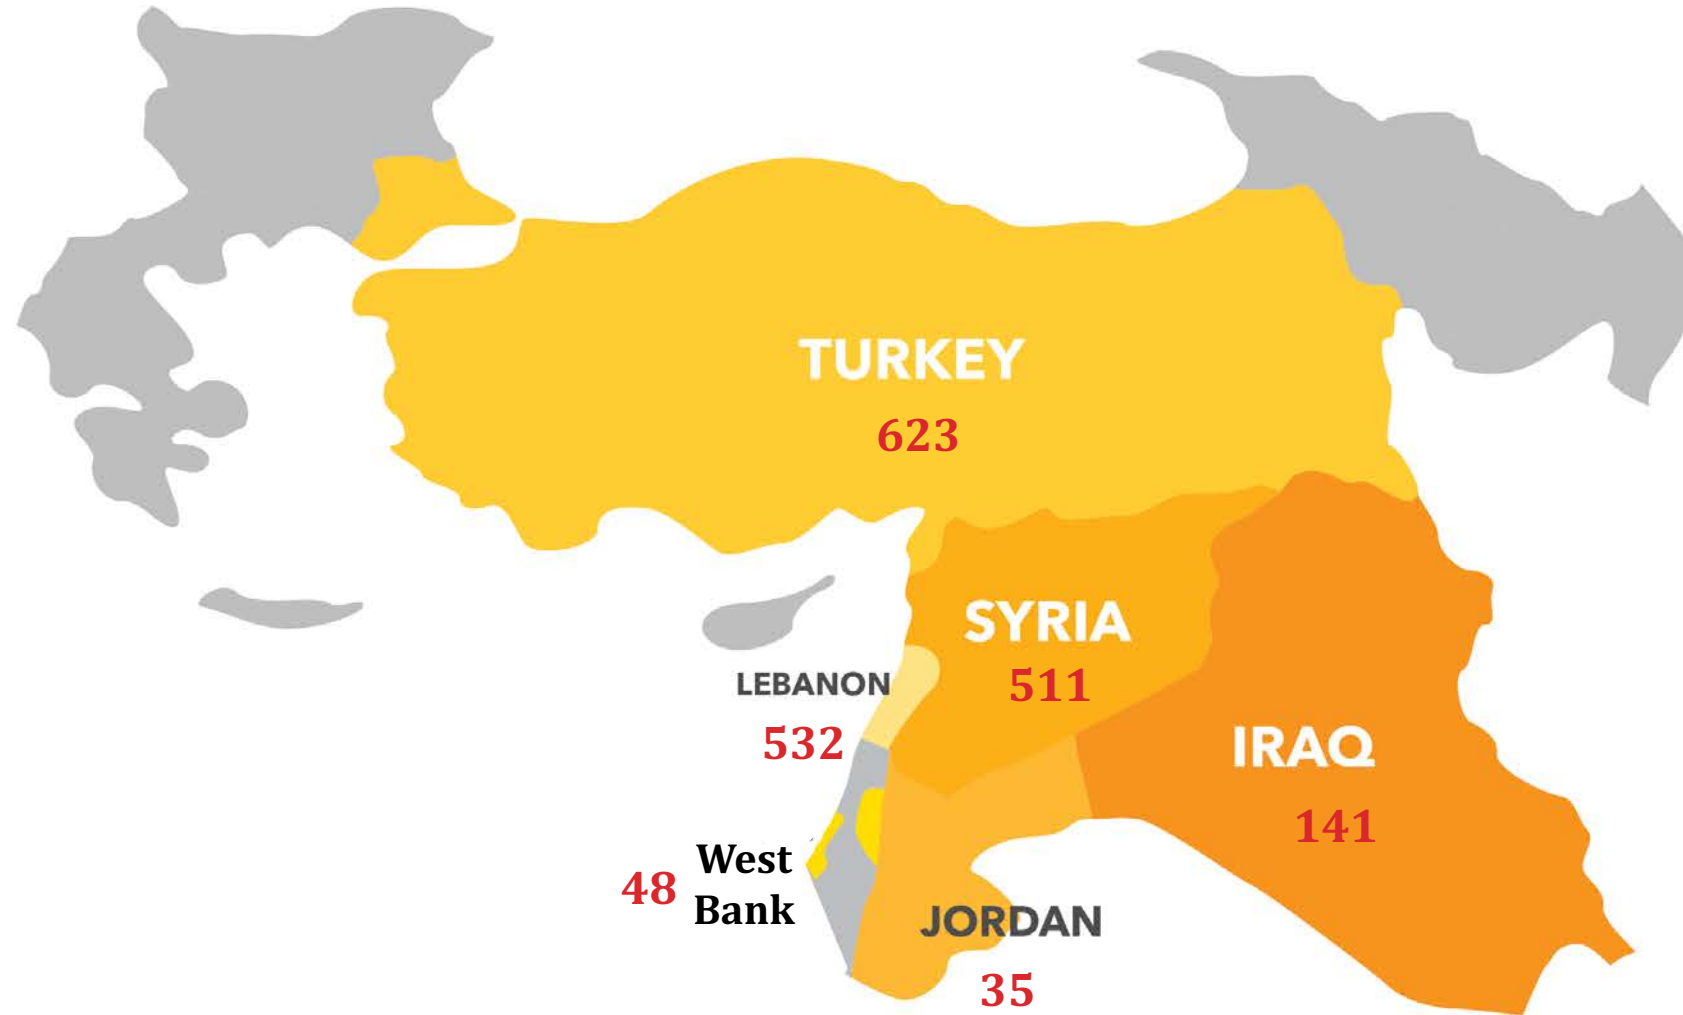 TURKEY
623
SYRIA
511
LEBANON
532
IRAQ
141
West
Bank
48
JORDAN
35